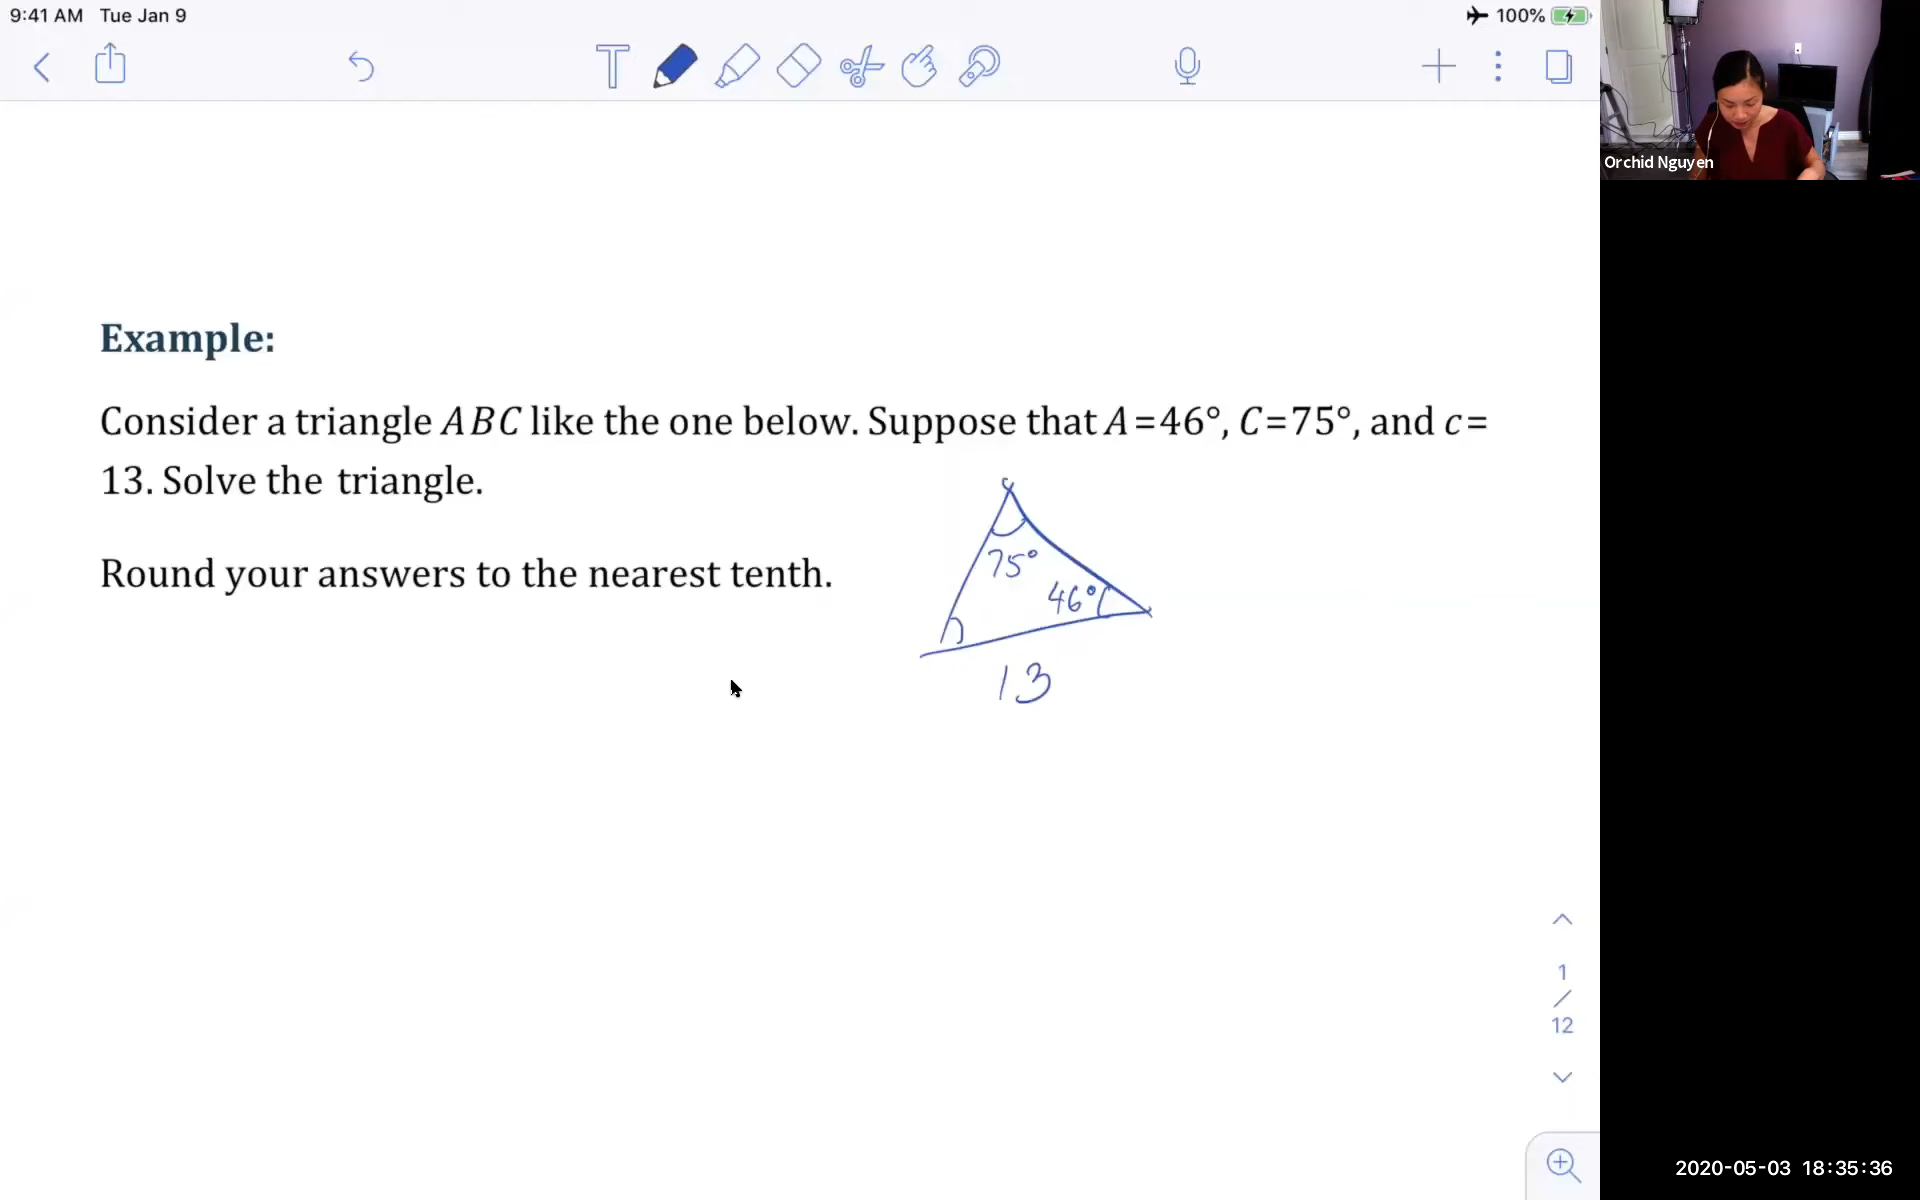 9:41 AM Tue Jan 9
100%
T
Orchid Nguyen
Example:
Consider a triangle ABC like the one below. Suppose that A=46°, C=75°, and c=
13. Solve the triangle.
Round your answers to the nearest tenth.
75°
46°
13
1
/
12
2020-05-03 18:35:36